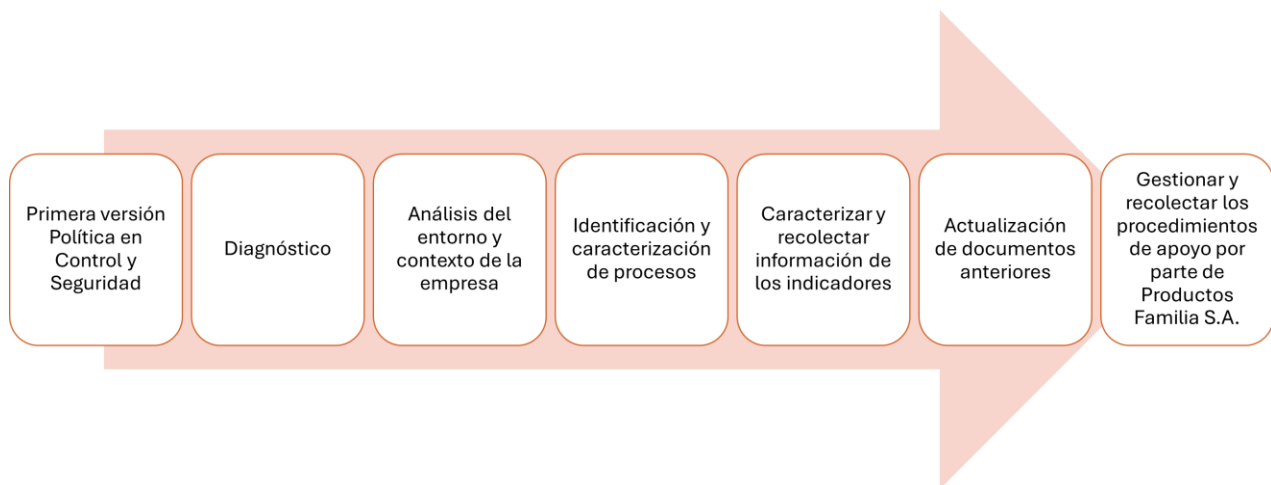 Primera versión
Política en
Control y
Seguridad
Diagnóstico
Análisis del
entorno y
contexto de la
empresa
Identificación y
caracterización
de procesos
Caracterizar y
recolectar
información de
los indicadores
Actualización
de documentos
anteriores
Gestionar y
recolectar los
procedimientos
de apoyo por
parte de
Productos
Familia S.A.